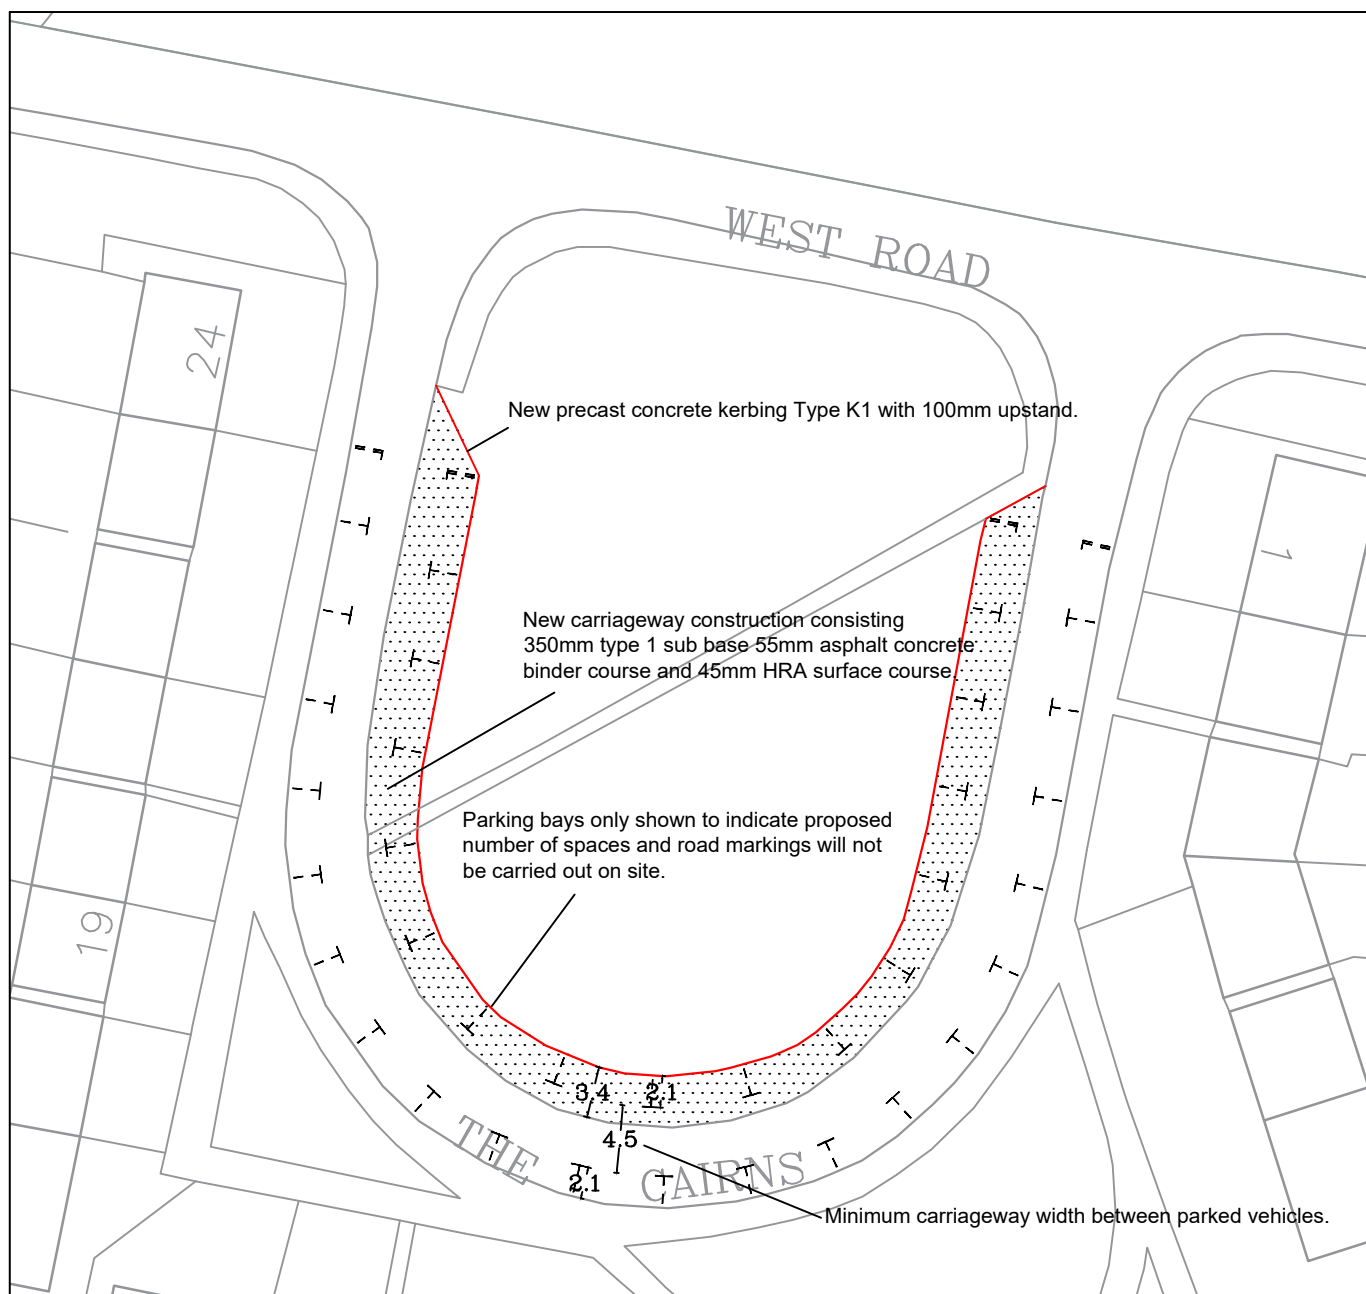 WEST ROAD
24
New precast concrete kerbing Type K1 with 100mm upstand.
1
New carriageway construction consisting
350mm type 1 sub base 55mm asphalt concrete
binder course and 45mm HRA surface course.
Parking bays only shown to indicate proposed
number of spaces and road markings will not
be carried out on site.
19
3.4
2.1
4.5
2.1
THE CAIRNS
Minimum carriageway width between parked vehicles.